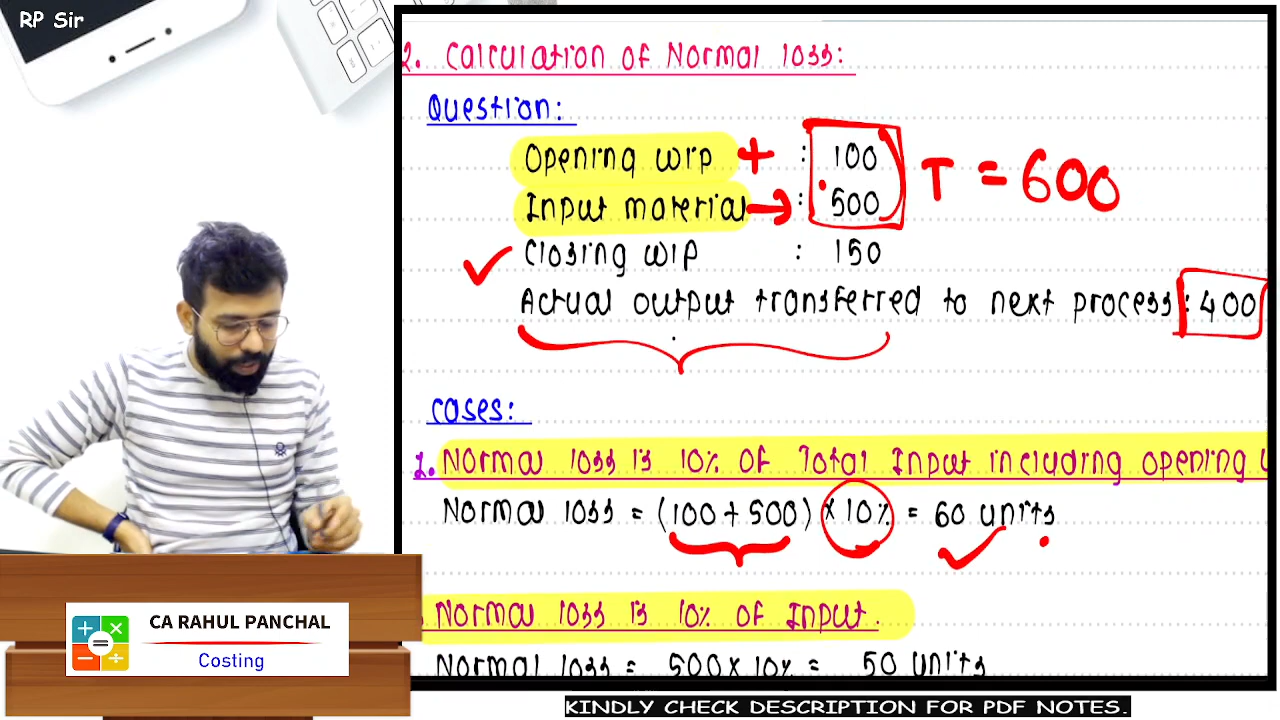 RP Sir
2. Calculation of Normal loss:
Question:
Opening wip + : 100
Input material → : 500
T = 600
Closing wip : 150
Actual output transferred to next process : 400
Cases:
1. Normal loss is 10% of Total Input including opening
Normal loss = (100 + 500) × 10% = 60 units
Normal loss is 10% of Input.
Normal loss = 500 × 10% = 50 units
CA RAHUL PANCHAL
Costing
KINDLY CHECK DESCRIPTION FOR PDF NOTES.